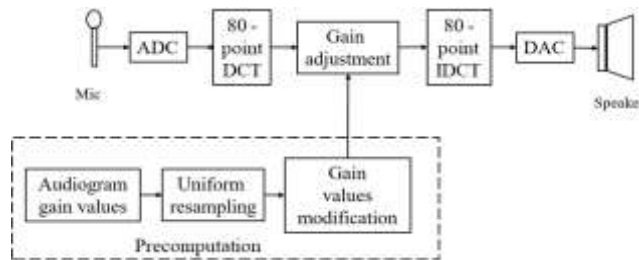 Mic
ADC
80 -
point
DCT
Gain
adjustment
80 -
point
IDCT
DAC
Speake
Audiogram
gain values
Uniform
resampling
Gain
values
modification
Precomputation